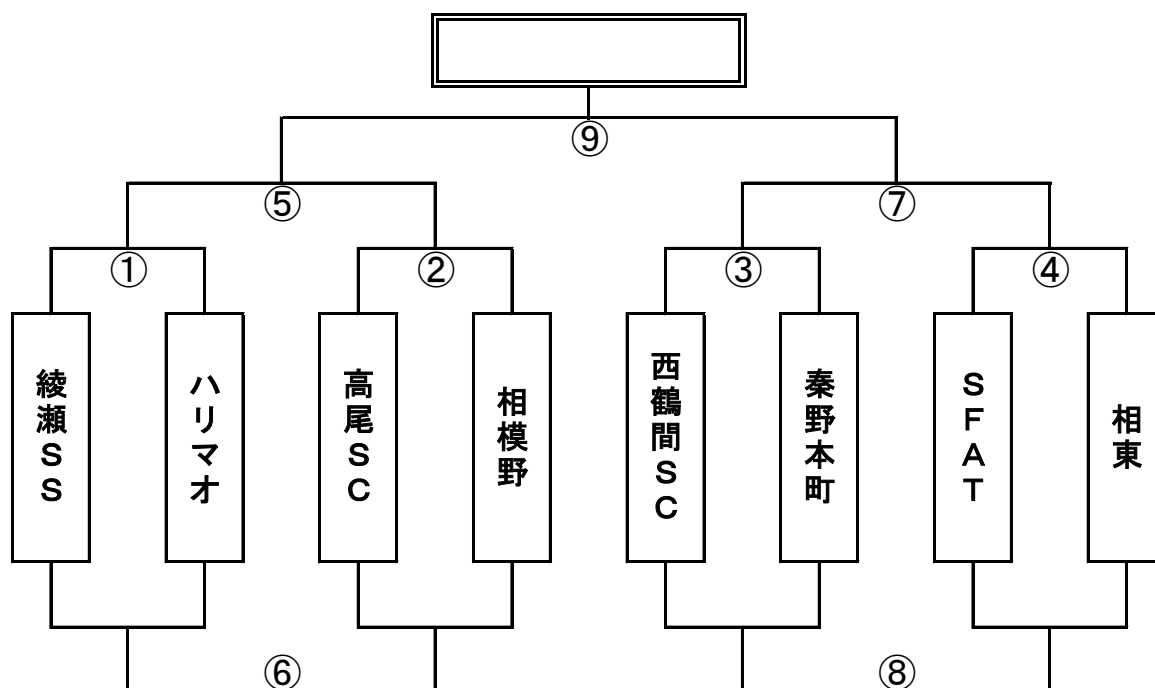 ⑨
⑤
⑦
①
②
③
④
綾瀬SS
ハリマオ
高尾SC
相模野
西鶴間SC
秦野本町
SFAT
相東
⑥
⑧